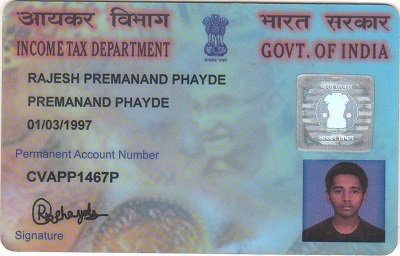 आयकर विभाग भारत सरकार
INCOME TAX DEPARTMENT GOVT. OF INDIA
RAJESH PREMANAND PHAYDE
PREMANAND PHAYDE
01/03/1997
Permanent Account Number
CVAPP1467P
Signature